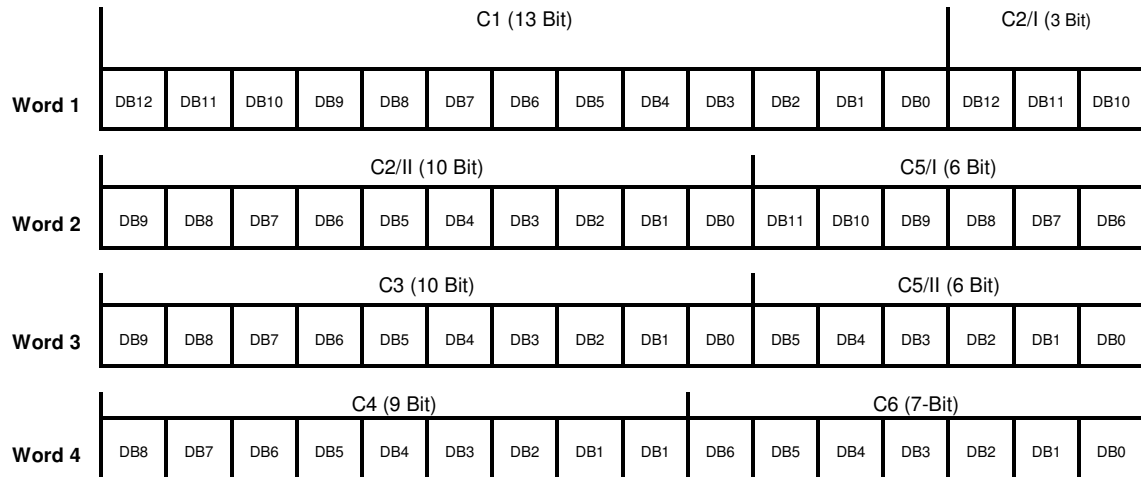 C1 (13 Bit) C2/I (3 Bit)
Word 1 DB12 DB11 DB10 DB9 DB8 DB7 DB6 DB5 DB4 DB3 DB2 DB1 DB0 DB12 DB11 DB10
C2/II (10 Bit) C5/I (6 Bit)
Word 2 DB9 DB8 DB7 DB6 DB5 DB4 DB3 DB2 DB1 DB0 DB11 DB10 DB9 DB8 DB7 DB6
C3 (10 Bit) C5/II (6 Bit)
Word 3 DB9 DB8 DB7 DB6 DB5 DB4 DB3 DB2 DB1 DB0 DB5 DB4 DB3 DB2 DB1 DB0
C4 (9 Bit) C6 (7-Bit)
Word 4 DB8 DB7 DB6 DB5 DB4 DB3 DB2 DB1 DB1 DB6 DB5 DB4 DB3 DB2 DB1 DB0